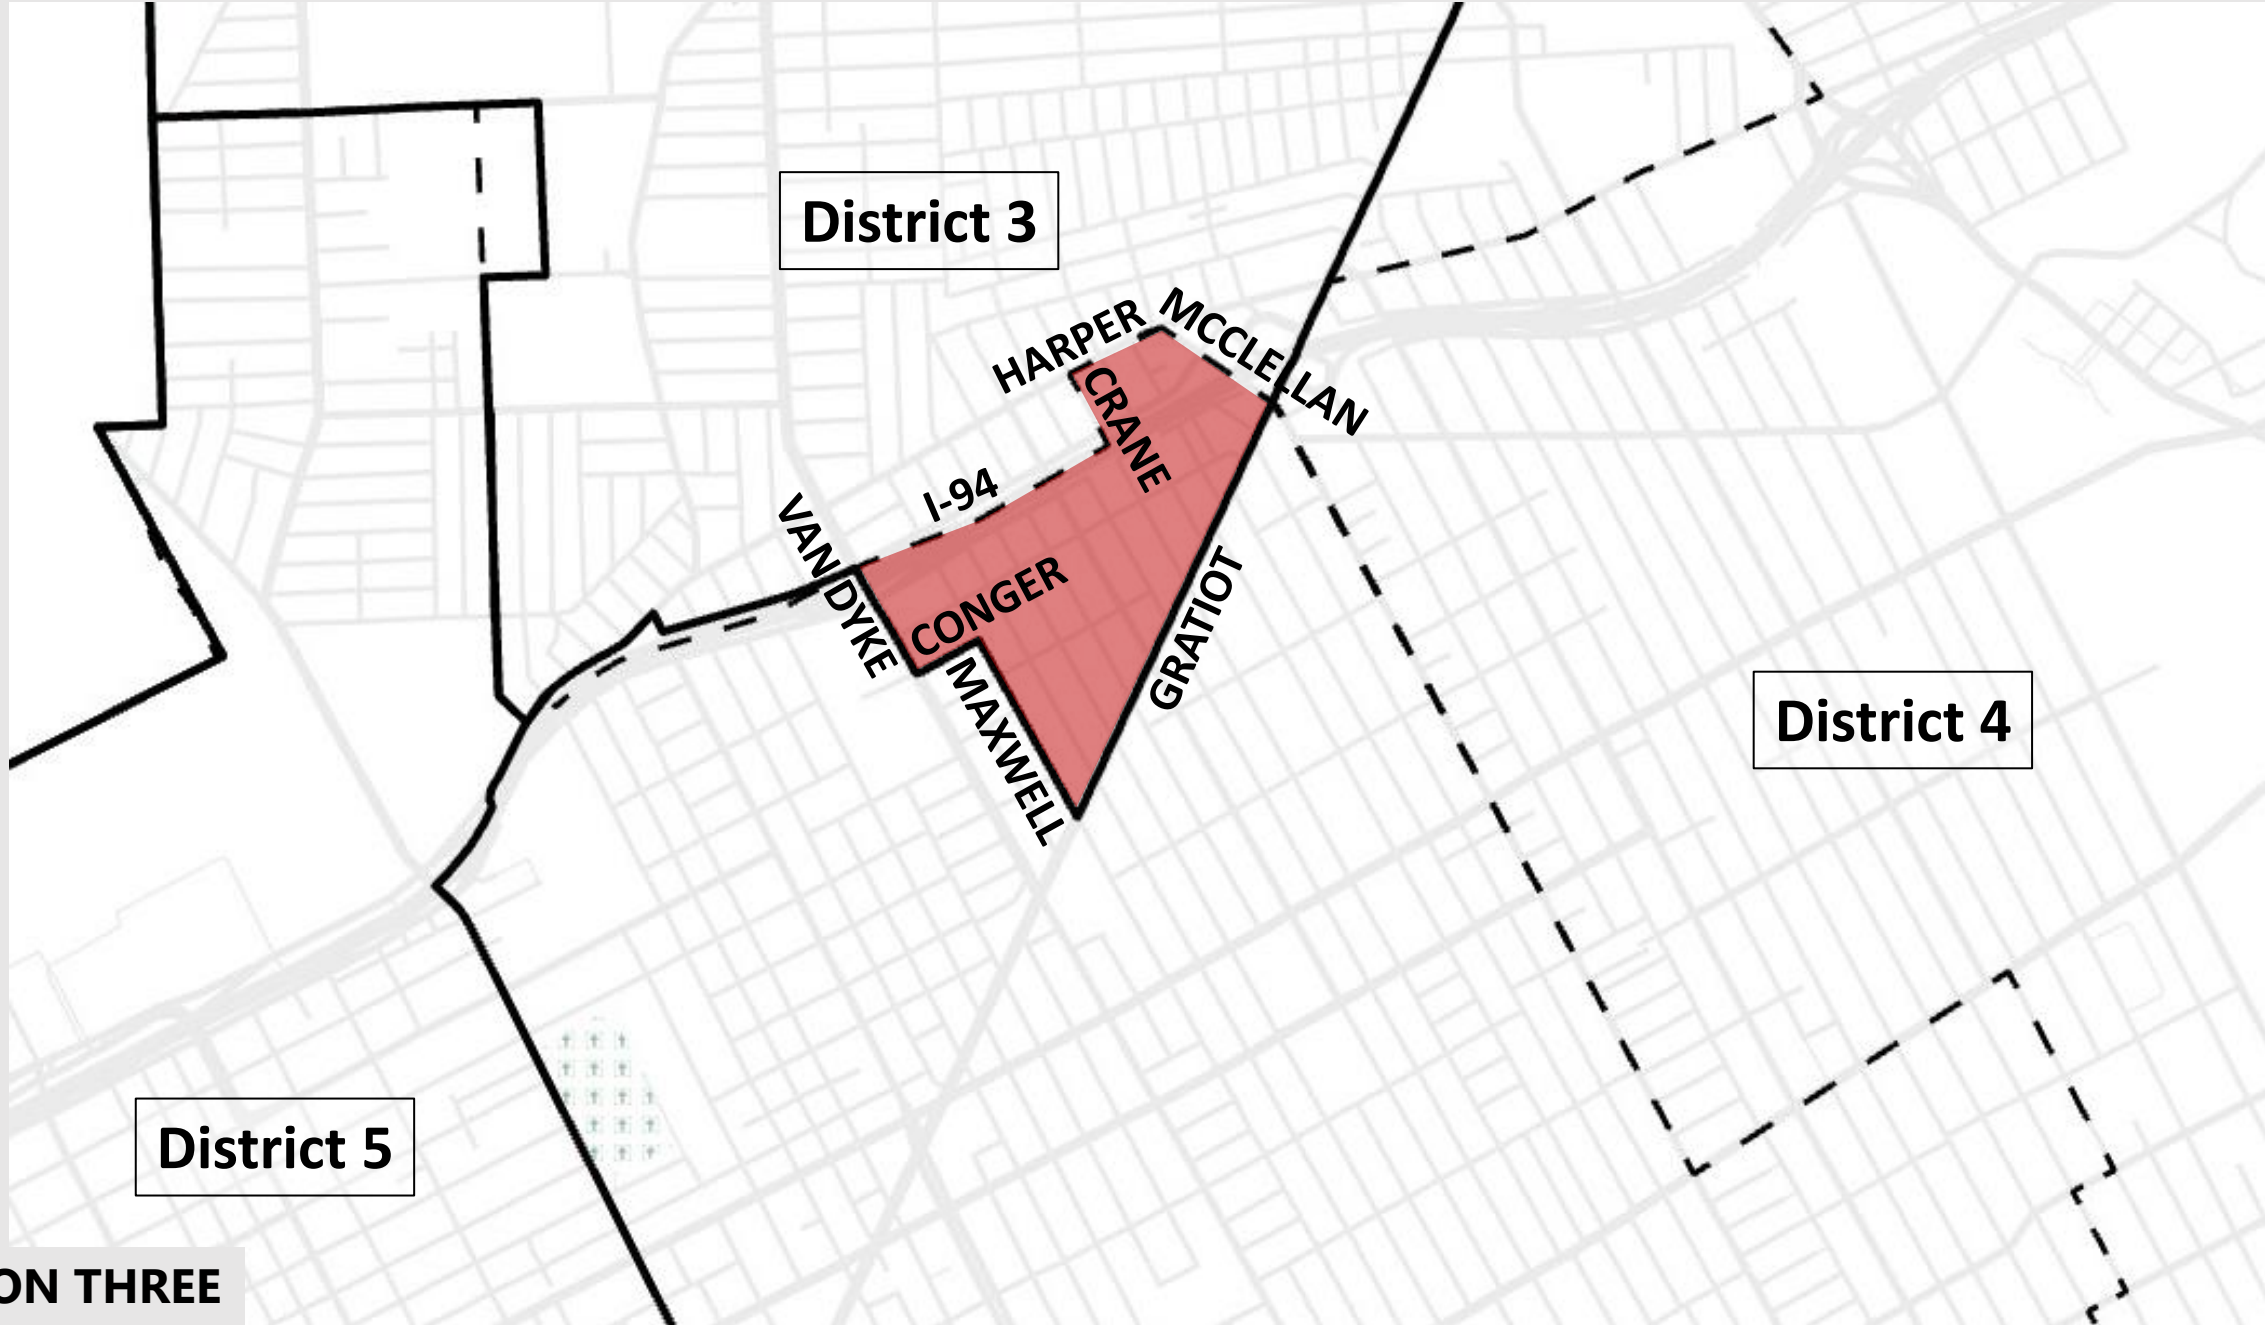 District 3
HARPER
MCCLELLAN
CRANE
I-94
VAN DYKE
CONGER
MAXWELL
GRATIOT
District 4
District 5
ON THREE